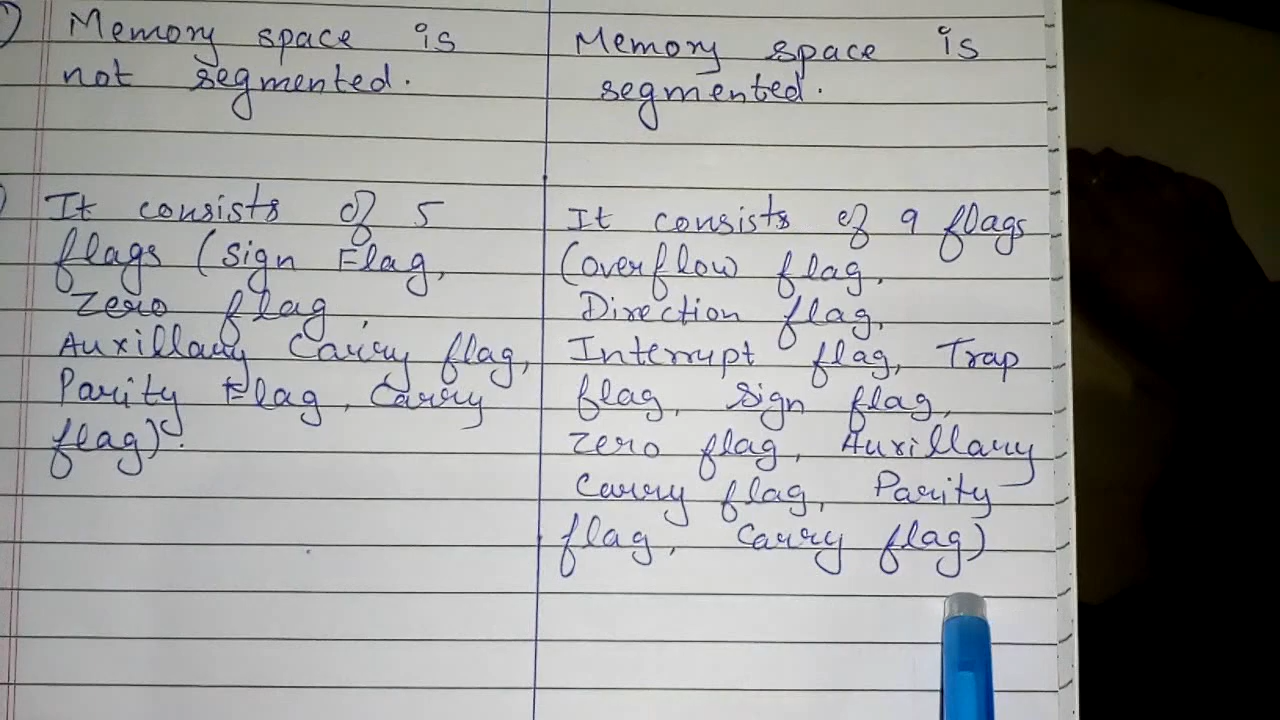 ) Memory space is
not segmented.
Memory space is
segmented.
) It consists of 5
flags (Sign Flag,
Zero flag,
Auxillary Carry flag,
Parity Flag, Carry
flag).
It consists of 9 flags
(overflow flag,
Direction flag,
Interrupt flag, Trap
flag, sign flag,
zero flag, Auxillary
Carry flag, Parity
flag, Carry flag)